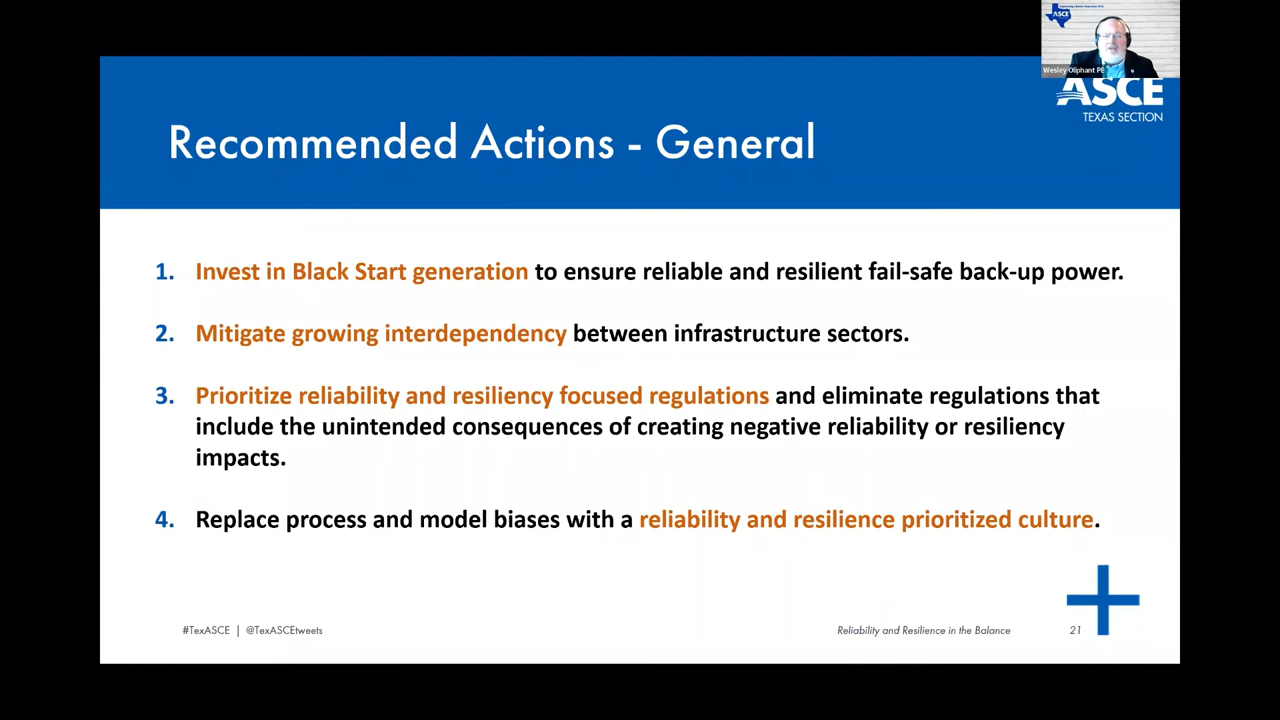 ASCE
Wesley Oliphant PE
ASCE
TEXAS SECTION
Recommended Actions - General
1. Invest in Black Start generation to ensure reliable and resilient fail-safe back-up power.
2. Mitigate growing interdependency between infrastructure sectors.
3. Prioritize reliability and resiliency focused regulations and eliminate regulations that
include the unintended consequences of creating negative reliability or resiliency
impacts.
4. Replace process and model biases with a reliability and resilience prioritized culture.
#TexASCE | @TexASCEtweets
Reliability and Resilience in the Balance
21